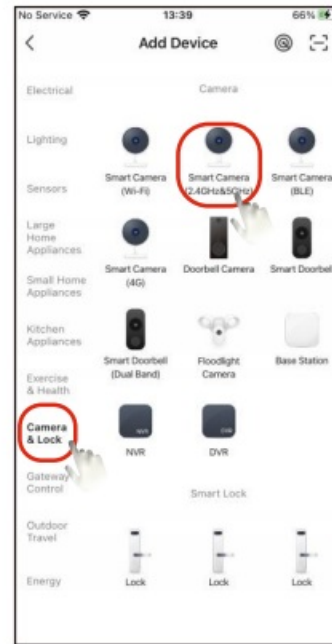 No Service 13:39 66%
Add Device
Electrical
Camera
Lighting
Smart Camera
(Wi-Fi)
Smart Camera
(2.4GHz&5GHz)
Smart Camera
(BLE)
Sensors
Large
Home
Appliances
Smart Camera
(4G)
Doorbell Camera
Smart Doorbell
Small Home
Appliances
Kitchen
Appliances
Smart Doorbell
(Dual Band)
Floodlight
Camera
Base Station
Exercise
& Health
Camera
& Lock
NVR
NVR
DVR
DVR
Gateway
Control
Smart Lock
Outdoor
Travel
Energy
Lock
Lock
Lock